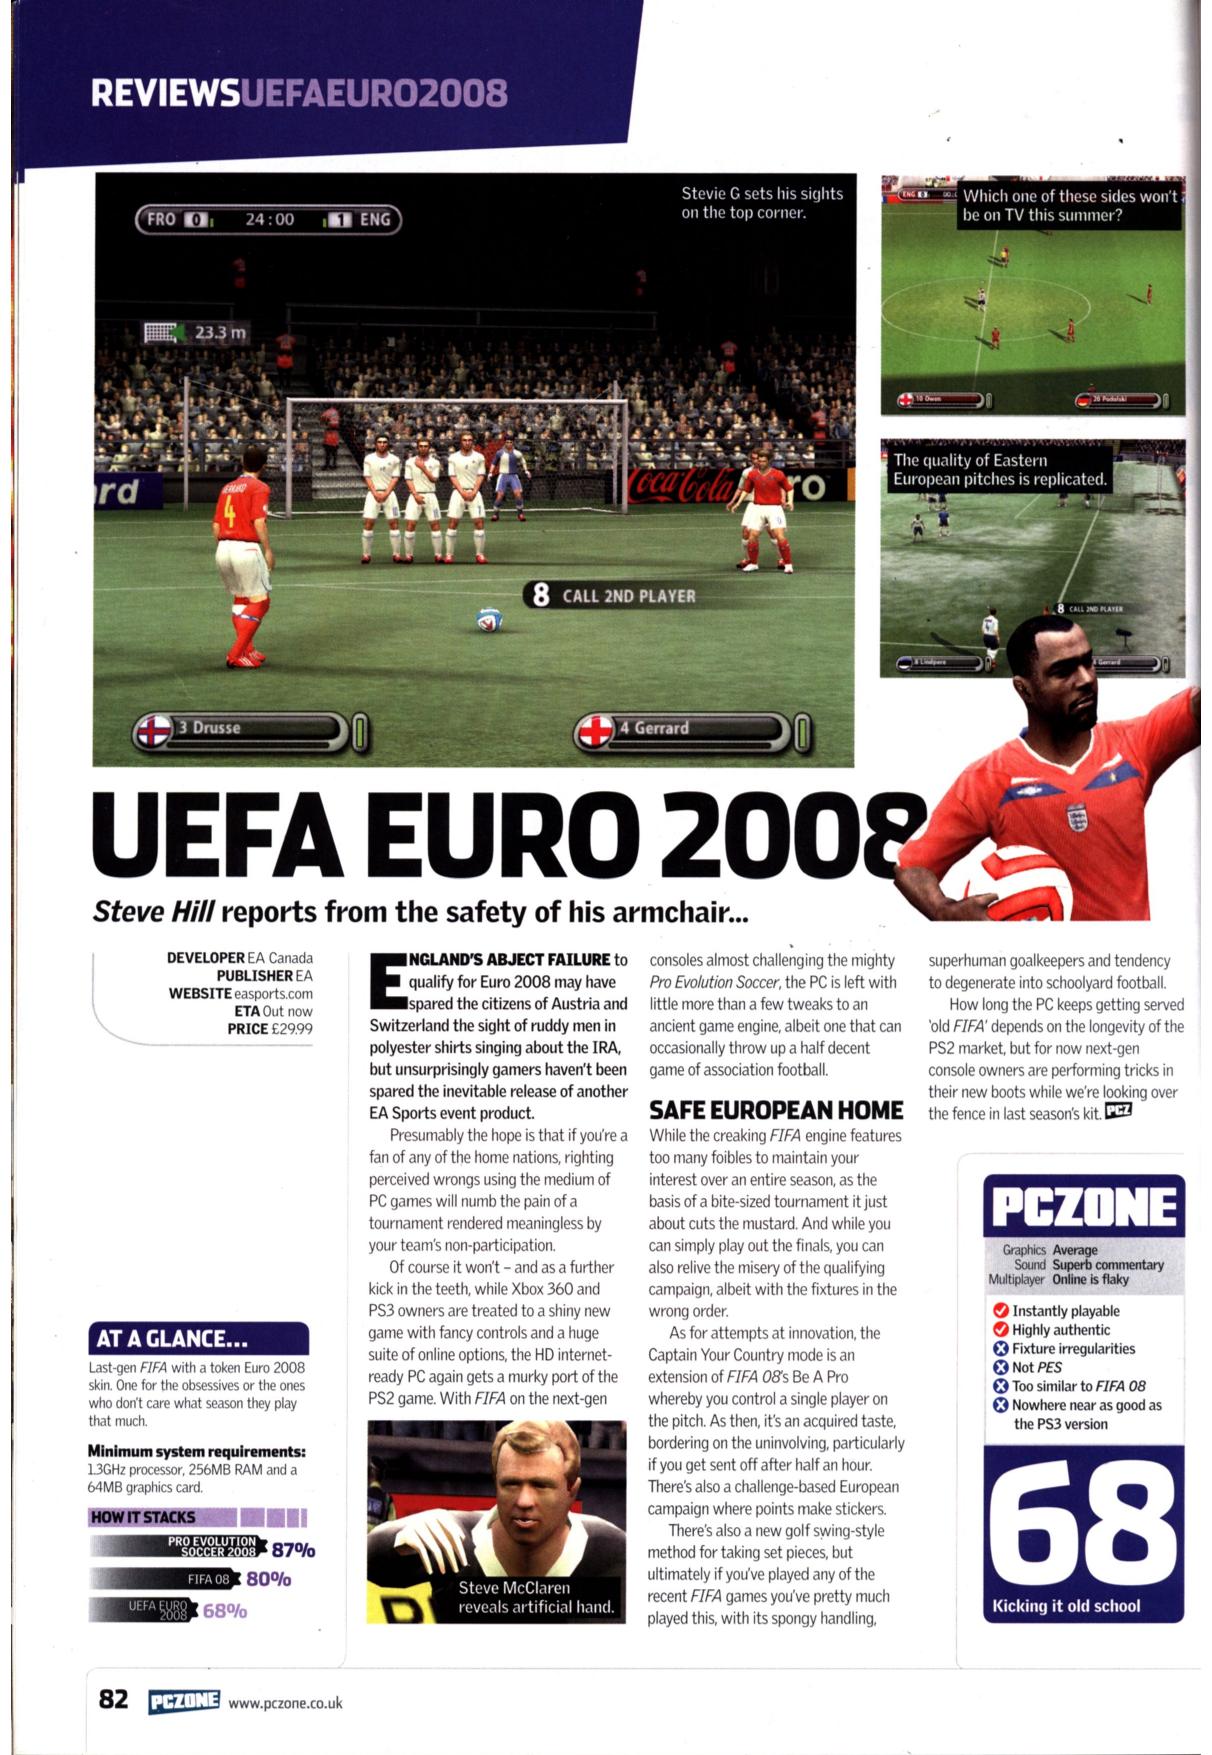 REVIEWSUEFAEURO2008
Stevie G sets his sights
on the top corner.
FRO 0 24:00 1 ENG
23.3 m
rd
Coca-Cola
RO
GERRARD
4
8 CALL 2ND PLAYER
3 Drusse
4 Gerrard
ENG 0
Which one of these sides won't
be on TV this summer?
10 Owen
20 Podolski
The quality of Eastern
European pitches is replicated.
8 CALL 2ND PLAYER
8 Lindpere
4 Gerrard
UEFA EURO 2008
Steve Hill reports from the safety of his armchair...
DEVELOPER EA Canada
PUBLISHER EA
WEBSITE easports.com
ETA Out now
PRICE £29.99
ENGLAND'S ABJECT FAILURE to
qualify for Euro 2008 may have
spared the citizens of Austria and
Switzerland the sight of ruddy men in
polyester shirts singing about the IRA,
but unsurprisingly gamers haven't been
spared the inevitable release of another
EA Sports event product.
Presumably the hope is that if you're a
fan of any of the home nations, righting
perceived wrongs using the medium of
PC games will numb the pain of a
tournament rendered meaningless by
your team's non-participation.
Of course it won't – and as a further
kick in the teeth, while Xbox 360 and
PS3 owners are treated to a shiny new
game with fancy controls and a huge
suite of online options, the HD internet-
ready PC again gets a murky port of the
PS2 game. With FIFA on the next-gen
Steve McClaren
reveals artificial hand.
consoles almost challenging the mighty
Pro Evolution Soccer, the PC is left with
little more than a few tweaks to an
ancient game engine, albeit one that can
occasionally throw up a half decent
game of association football.
SAFE EUROPEAN HOME
While the creaking FIFA engine features
too many foibles to maintain your
interest over an entire season, as the
basis of a bite-sized tournament it just
about cuts the mustard. And while you
can simply play out the finals, you can
also relive the misery of the qualifying
campaign, albeit with the fixtures in the
wrong order.
As for attempts at innovation, the
Captain Your Country mode is an
extension of FIFA 08's Be A Pro
whereby you control a single player on
the pitch. As then, it's an acquired taste,
bordering on the uninvolving, particularly
if you get sent off after half an hour.
There's also a challenge-based European
campaign where points make stickers.
There's also a new golf swing-style
method for taking set pieces, but
ultimately if you've played any of the
recent FIFA games you've pretty much
played this, with its spongy handling,
superhuman goalkeepers and tendency
to degenerate into schoolyard football.
How long the PC keeps getting served
'old FIFA' depends on the longevity of the
PS2 market, but for now next-gen
console owners are performing tricks in
their new boots while we're looking over
the fence in last season's kit. PCZ
AT A GLANCE...
Last-gen FIFA with a token Euro 2008
skin. One for the obsessives or the ones
who don't care what season they play
that much.
Minimum system requirements:
1.3GHz processor, 256MB RAM and a
64MB graphics card.
HOW IT STACKS
PRO EVOLUTION
SOCCER 2008 87%
FIFA 08 80%
UEFA EURO
2008 68%
PCZONE
Graphics Average
Sound Superb commentary
Multiplayer Online is flaky
Instantly playable
Highly authentic
Fixture irregularities
Not PES
Too similar to FIFA 08
Nowhere near as good as
the PS3 version
68
Kicking it old school
82 PCZONE www.pczone.co.uk